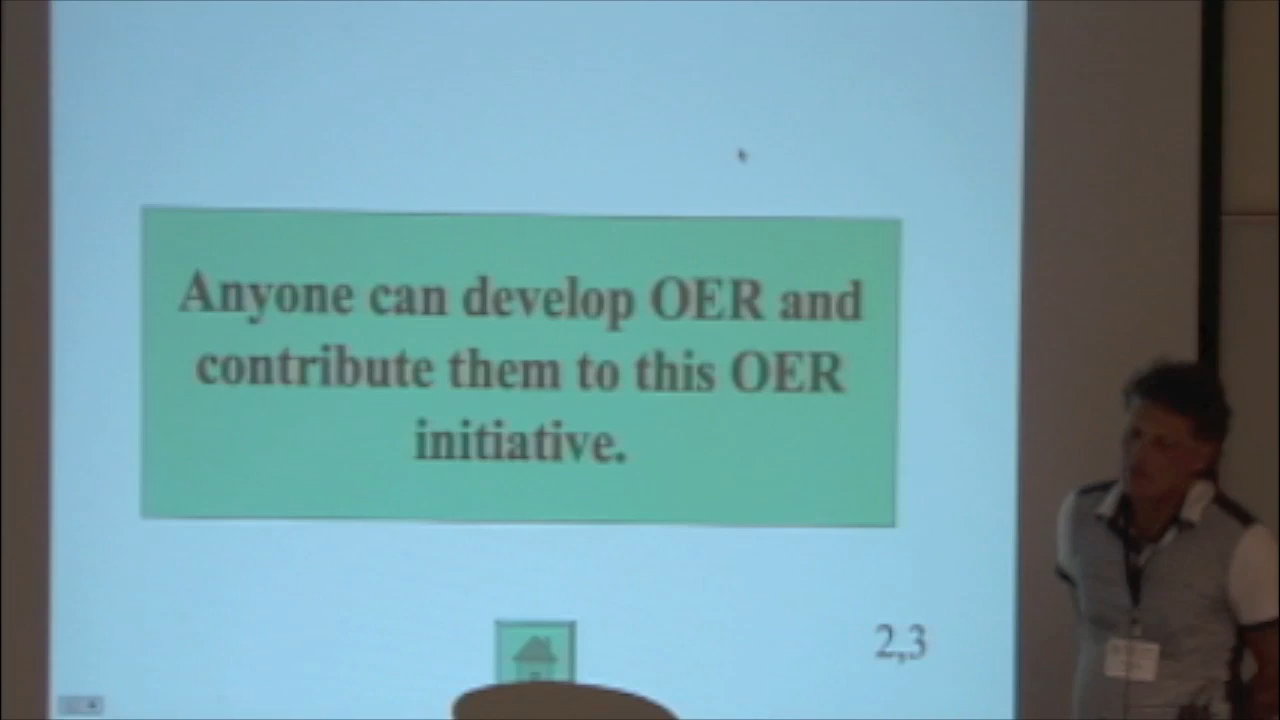 Anyone can develop OER and
contribute them to this OER
initiative.
2,3